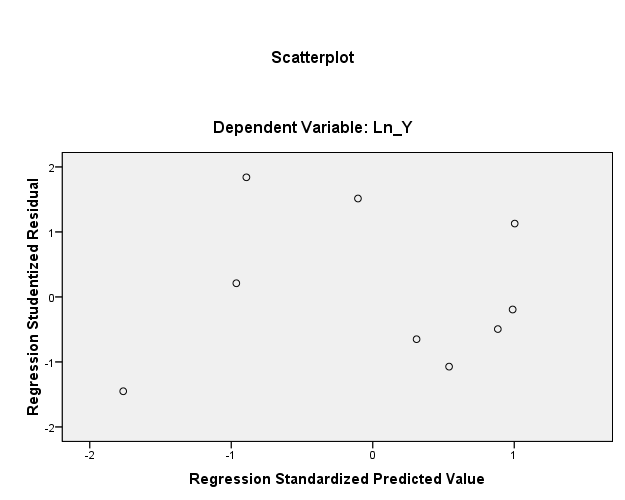 Scatterplot
Dependent Variable: Ln_Y
Regression Studentized Residual
2
1
0
-1
-2
-2
-1
0
1
Regression Standardized Predicted Value